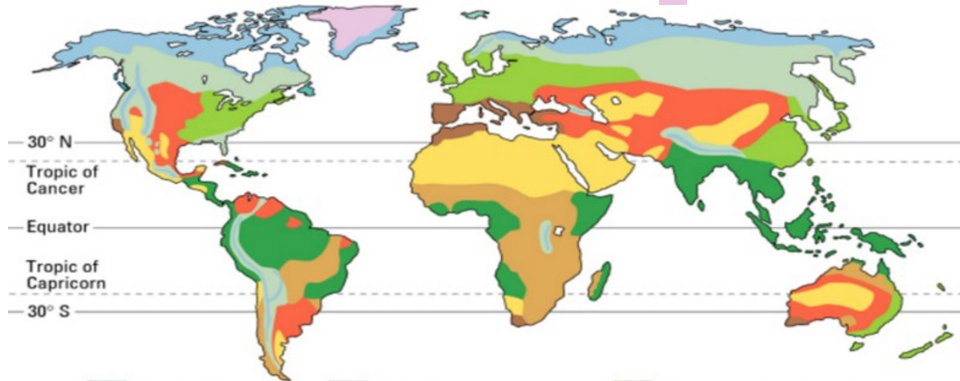 30° N
Tropic of
Cancer
Equator
Tropic of
Capricorn
30° S